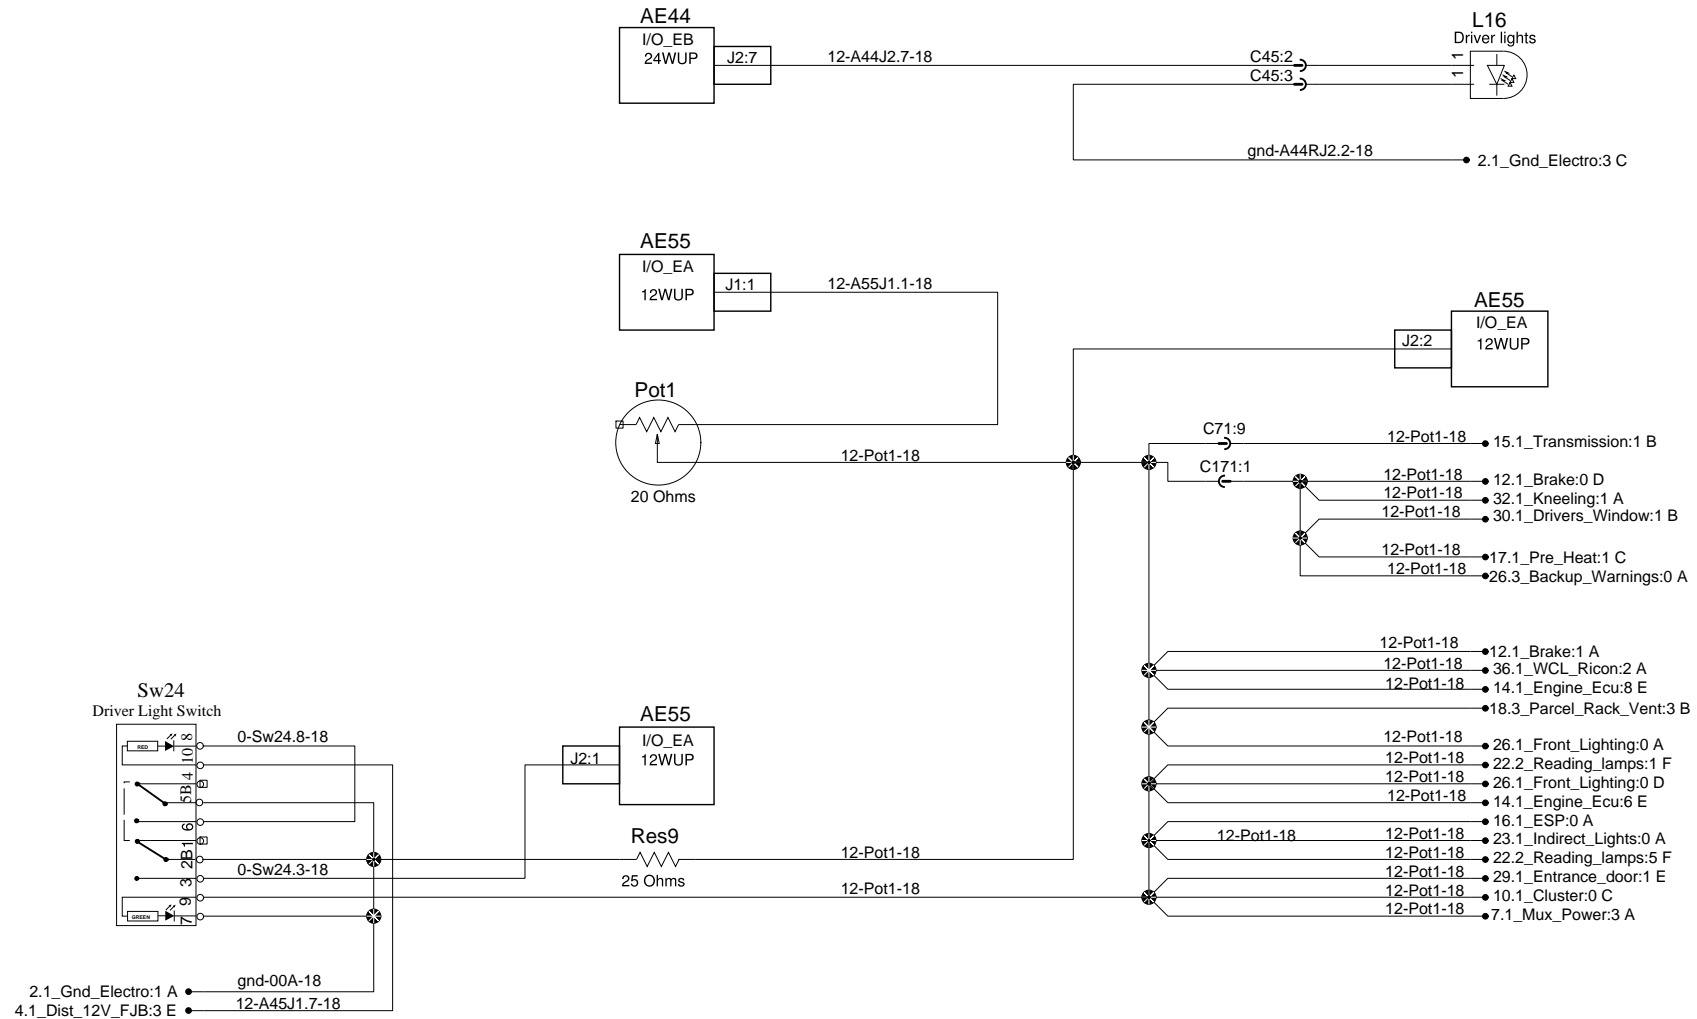 AE44
I/O_EB
24WUP
J2:7
12-A44J2.7-18
C45:2
C45:3
1
1
L16
Driver lights
gnd-A44RJ2.2-18
2.1_Gnd_Electro:3 C
AE55
I/O_EA
12WUP
J1:1
12-A55J1.1-18
AE55
I/O_EA
12WUP
J2:2
Pot1
20 Ohms
12-Pot1-18
C71:9
12-Pot1-18
15.1_Transmission:1 B
C171:1
12-Pot1-18
12.1_Brake:0 D
12-Pot1-18
32.1_Kneeling:1 A
12-Pot1-18
30.1_Drivers_Window:1 B
12-Pot1-18
17.1_Pre_Heat:1 C
12-Pot1-18
26.3_Backup_Warnings:0 A
12-Pot1-18
12.1_Brake:1 A
12-Pot1-18
36.1_WCL_Ricon:2 A
12-Pot1-18
14.1_Engine_Ecu:8 E
18.3_Parcel_Rack_Vent:3 B
12-Pot1-18
26.1_Front_Lighting:0 A
12-Pot1-18
22.2_Reading_lamps:1 F
12-Pot1-18
26.1_Front_Lighting:0 D
12-Pot1-18
14.1_Engine_Ecu:6 E
16.1_ESP:0 A
12-Pot1-18
12-Pot1-18
23.1_Indirect_Lights:0 A
12-Pot1-18
22.2_Reading_lamps:5 F
12-Pot1-18
29.1_Entrance_door:1 E
12-Pot1-18
10.1_Cluster:0 C
12-Pot1-18
7.1_Mux_Power:3 A
Sw24
Driver Light Switch
RED
8
10
4
5B
6
1
2B
3
9
7
GREEN
0-Sw24.8-18
0-Sw24.3-18
AE55
I/O_EA
12WUP
J2:1
Res9
25 Ohms
12-Pot1-18
12-Pot1-18
2.1_Gnd_Electro:1 A
gnd-00A-18
4.1_Dist_12V_FJB:3 E
12-A45J1.7-18